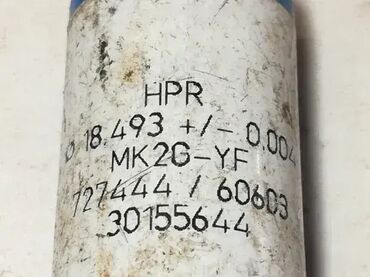 HPR
Ø 18.493 +/- 0.004
MK2G-YF
727444 / 60603
30155644